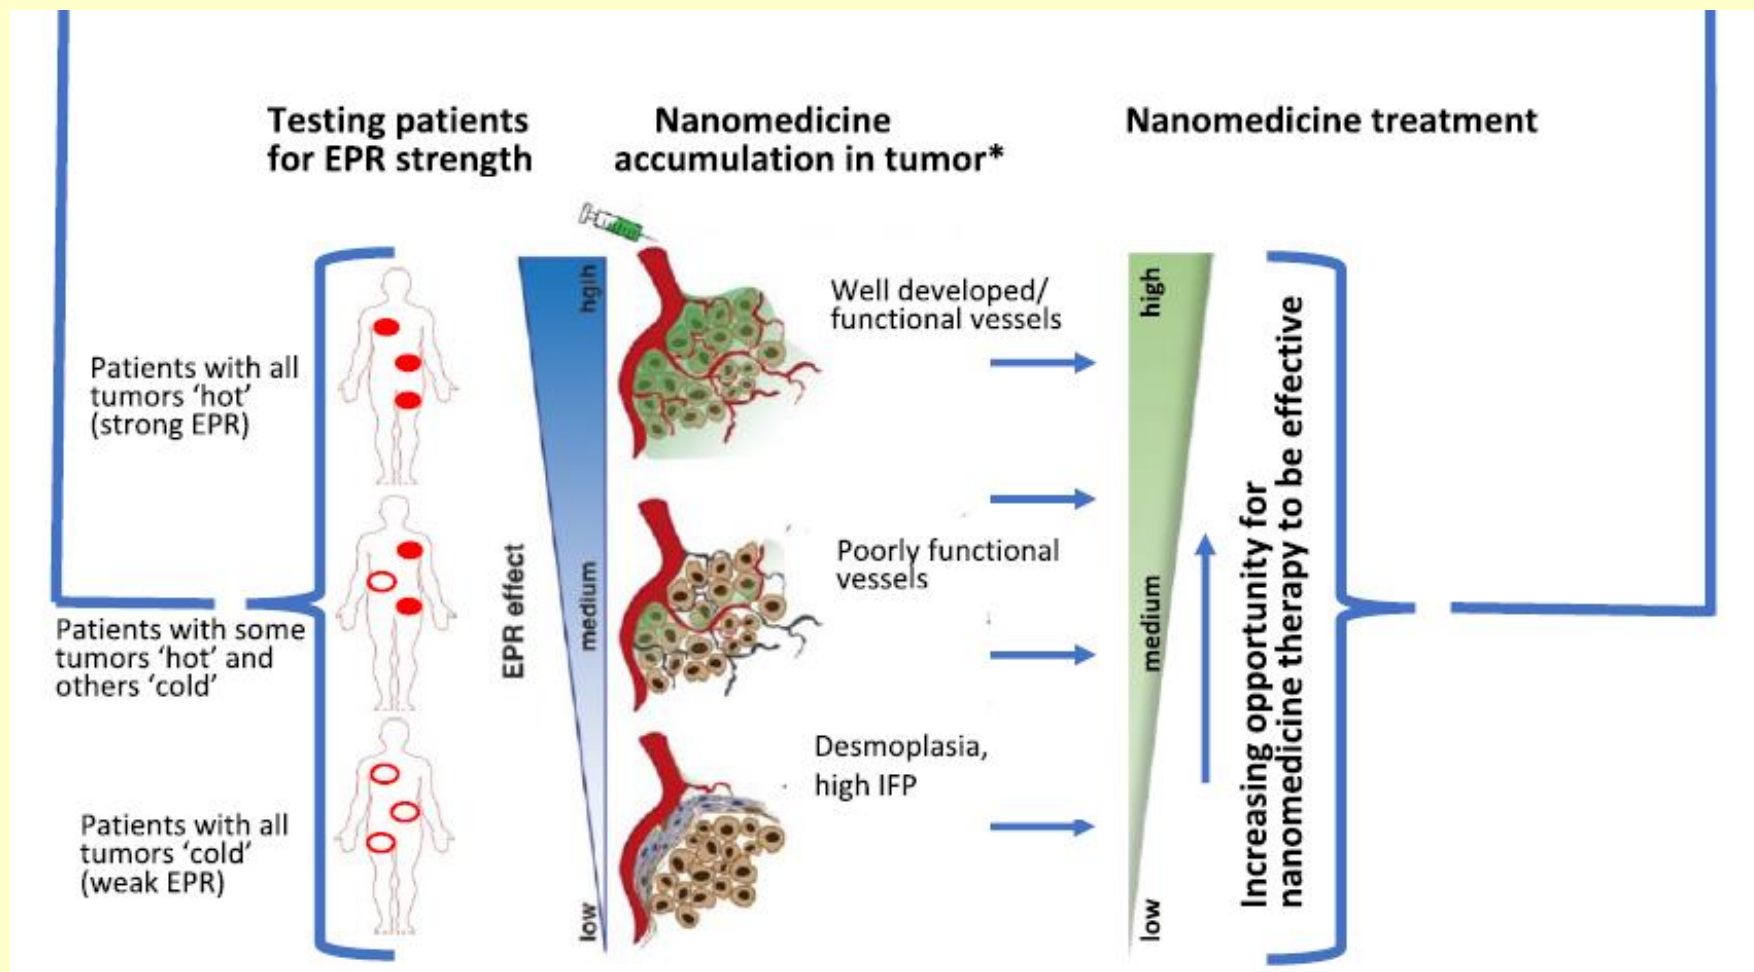 Testing patients
for EPR strength
Nanomedicine
accumulation in tumor*
Nanomedicine treatment
Patients with all
tumors ‘hot’
(strong EPR)
Patients with some
tumors ‘hot’ and
others ‘cold’
Patients with all
tumors ‘cold’
(weak EPR)
EPR effect
hgih
medium
low
Well developed/
functional vessels
Poorly functional
vessels
Desmoplasia,
high IFP
high
medium
low
Increasing opportunity for
nanomedicine therapy to be effective